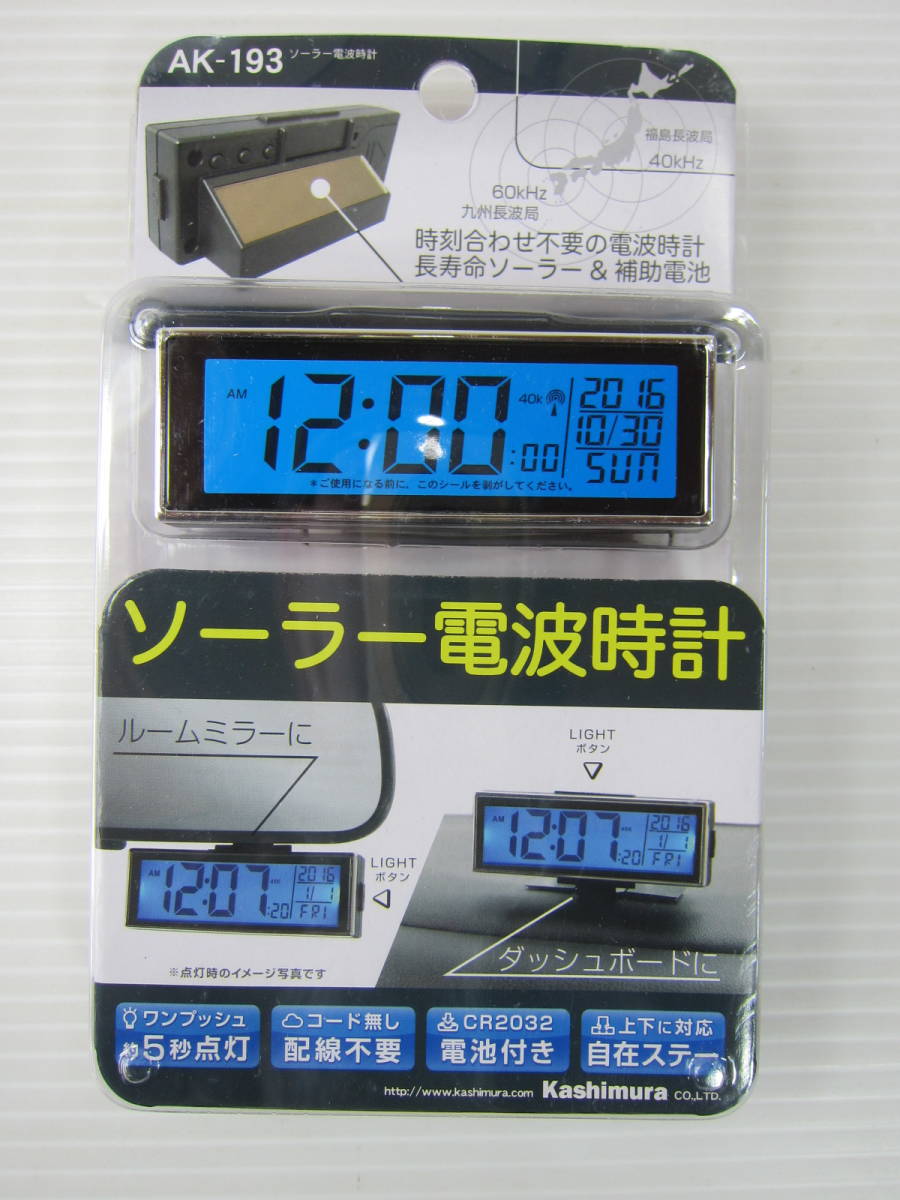 AK-193 ソーラー電波時計
福島長波局
40kHz
60kHz
九州長波局
時刻合わせ不要の電波時計
長寿命ソーラー & 補助電池
AM 12:00:00 40k
2016
10/30
SUN
*ご使用になる前に、このシールを剥がしてください。
ソーラー電波時計
ルームミラーに
LIGHT
ボタン
AM 12:07:20 40k
2016
1/1
FRI
AM 12:07:20 40k
2016
1/1
FRI
LIGHT
ボタン
ダッシュボードに
※点灯時のイメージ写真です
ワンプッシュ
約5秒点灯
コード無し
配線不要
CR2032
電池付き
上下に対応
自在ステー
http://www.kashimura.com Kashimura CO.,LTD.